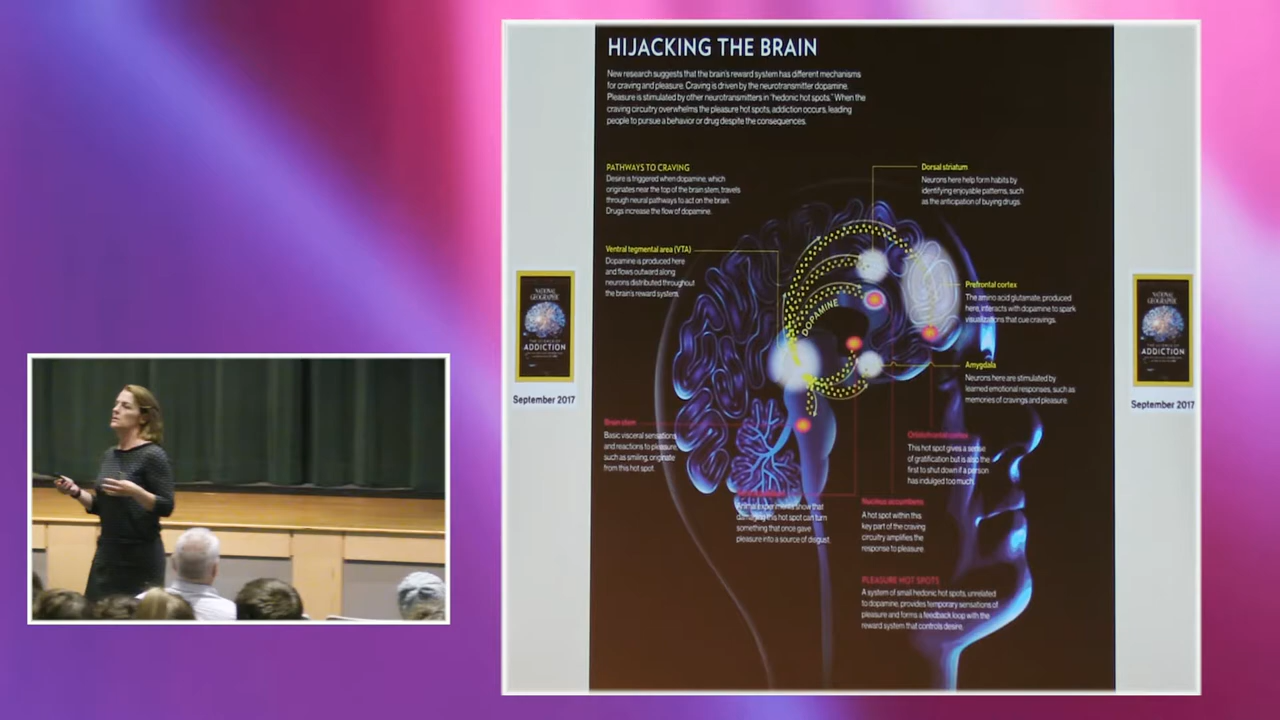 HIJACKING THE BRAIN
New research suggests that the brain's reward system has different mechanisms
for craving and pleasure. Craving is driven by the neurotransmitter dopamine.
Pleasure is stimulated by other neurotransmitters in "hedonic hot spots." When the
craving circuitry overwhelms the pleasure hot spots, addiction occurs, leading
people to pursue a behavior or drug despite the consequences.
PATHWAYS TO CRAVING
Desire is triggered when dopamine, which
originates near the top of the brain stem, travels
through neural pathways to act on the brain.
Drugs increase the flow of dopamine.
Dorsal striatum
Neurons here help form habits by
identifying enjoyable patterns, such
as the anticipation of buying drugs.
Ventral tegmental area (VTA)
Dopamine is produced here
and flows outward along
neurons distributed throughout
the brain's reward system.
DOPAMINE
Prefrontal cortex
The amino acid glutamate, produced
here, interacts with dopamine to spark
visualizations that cue cravings.
Amygdala
Neurons here are stimulated by
learned emotional responses, such as
memories of cravings and pleasure.
Brain stem
Basic visceral sensations
and reactions to pleasure,
such as smiling, originate
from this hot spot.
Orbitofrontal cortex
This hot spot gives a sense
of gratification but is also the
first to shut down if a person
has indulged too much.
Animal experiments show that
damaging this hot spot can turn
something that once gave
pleasure into a source of disgust.
Nucleus accumbens
A hot spot within this
key part of the craving
circuitry amplifies the
response to pleasure.
PLEASURE HOT SPOTS
A system of small hedonic hot spots, unrelated
to dopamine, provides temporary sensations of
pleasure and forms a feedback loop with the
reward system that controls desire.
NATIONAL
GEOGRAPHIC
THE SCIENCE OF
ADDICTION
September 2017
NATIONAL
GEOGRAPHIC
THE SCIENCE OF
ADDICTION
September 2017